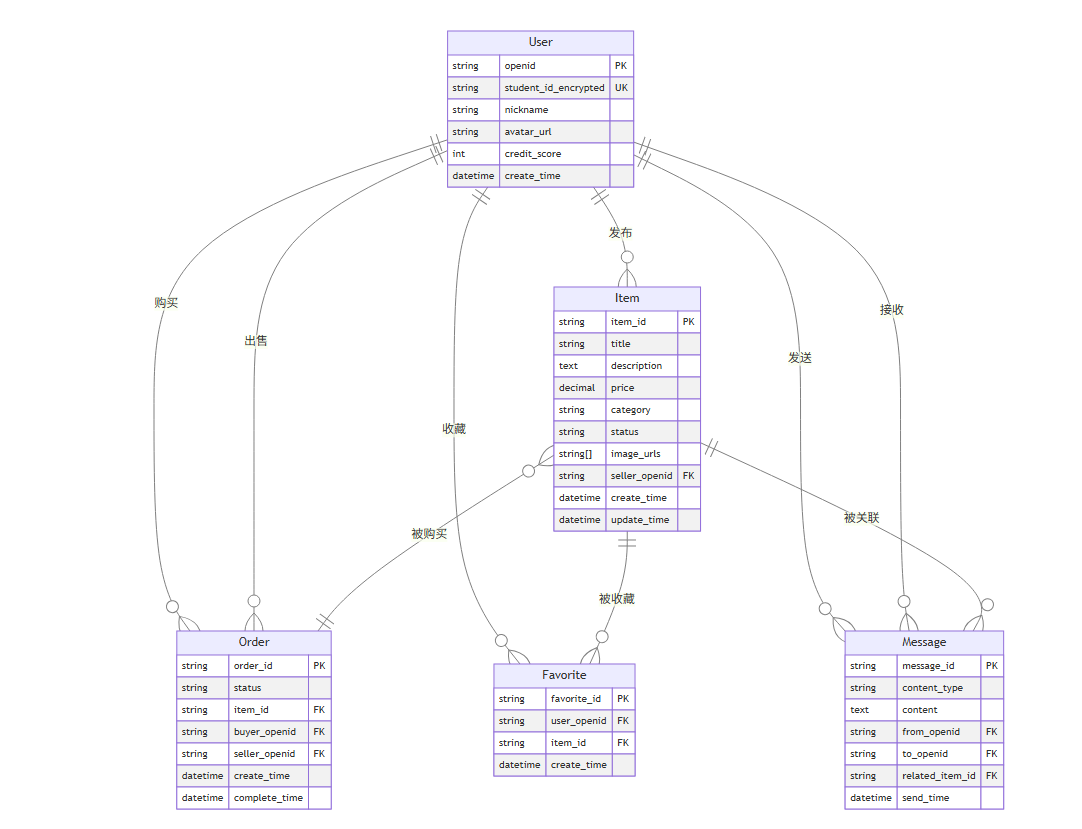 User
string openid PK
string student_id_encrypted UK
string nickname
string avatar_url
int credit_score
datetime create_time
购买
出售
收藏
发布
发送
接收
Item
string item_id PK
string title
text description
decimal price
string category
string status
string[] image_urls
string seller_openid FK
datetime create_time
datetime update_time
被购买
被收藏
被关联
Order
string order_id PK
string status
string item_id FK
string buyer_openid FK
string seller_openid FK
datetime create_time
datetime complete_time
Favorite
string favorite_id PK
string user_openid FK
string item_id FK
datetime create_time
Message
string message_id PK
string content_type
text content
string from_openid FK
string to_openid FK
string related_item_id FK
datetime send_time